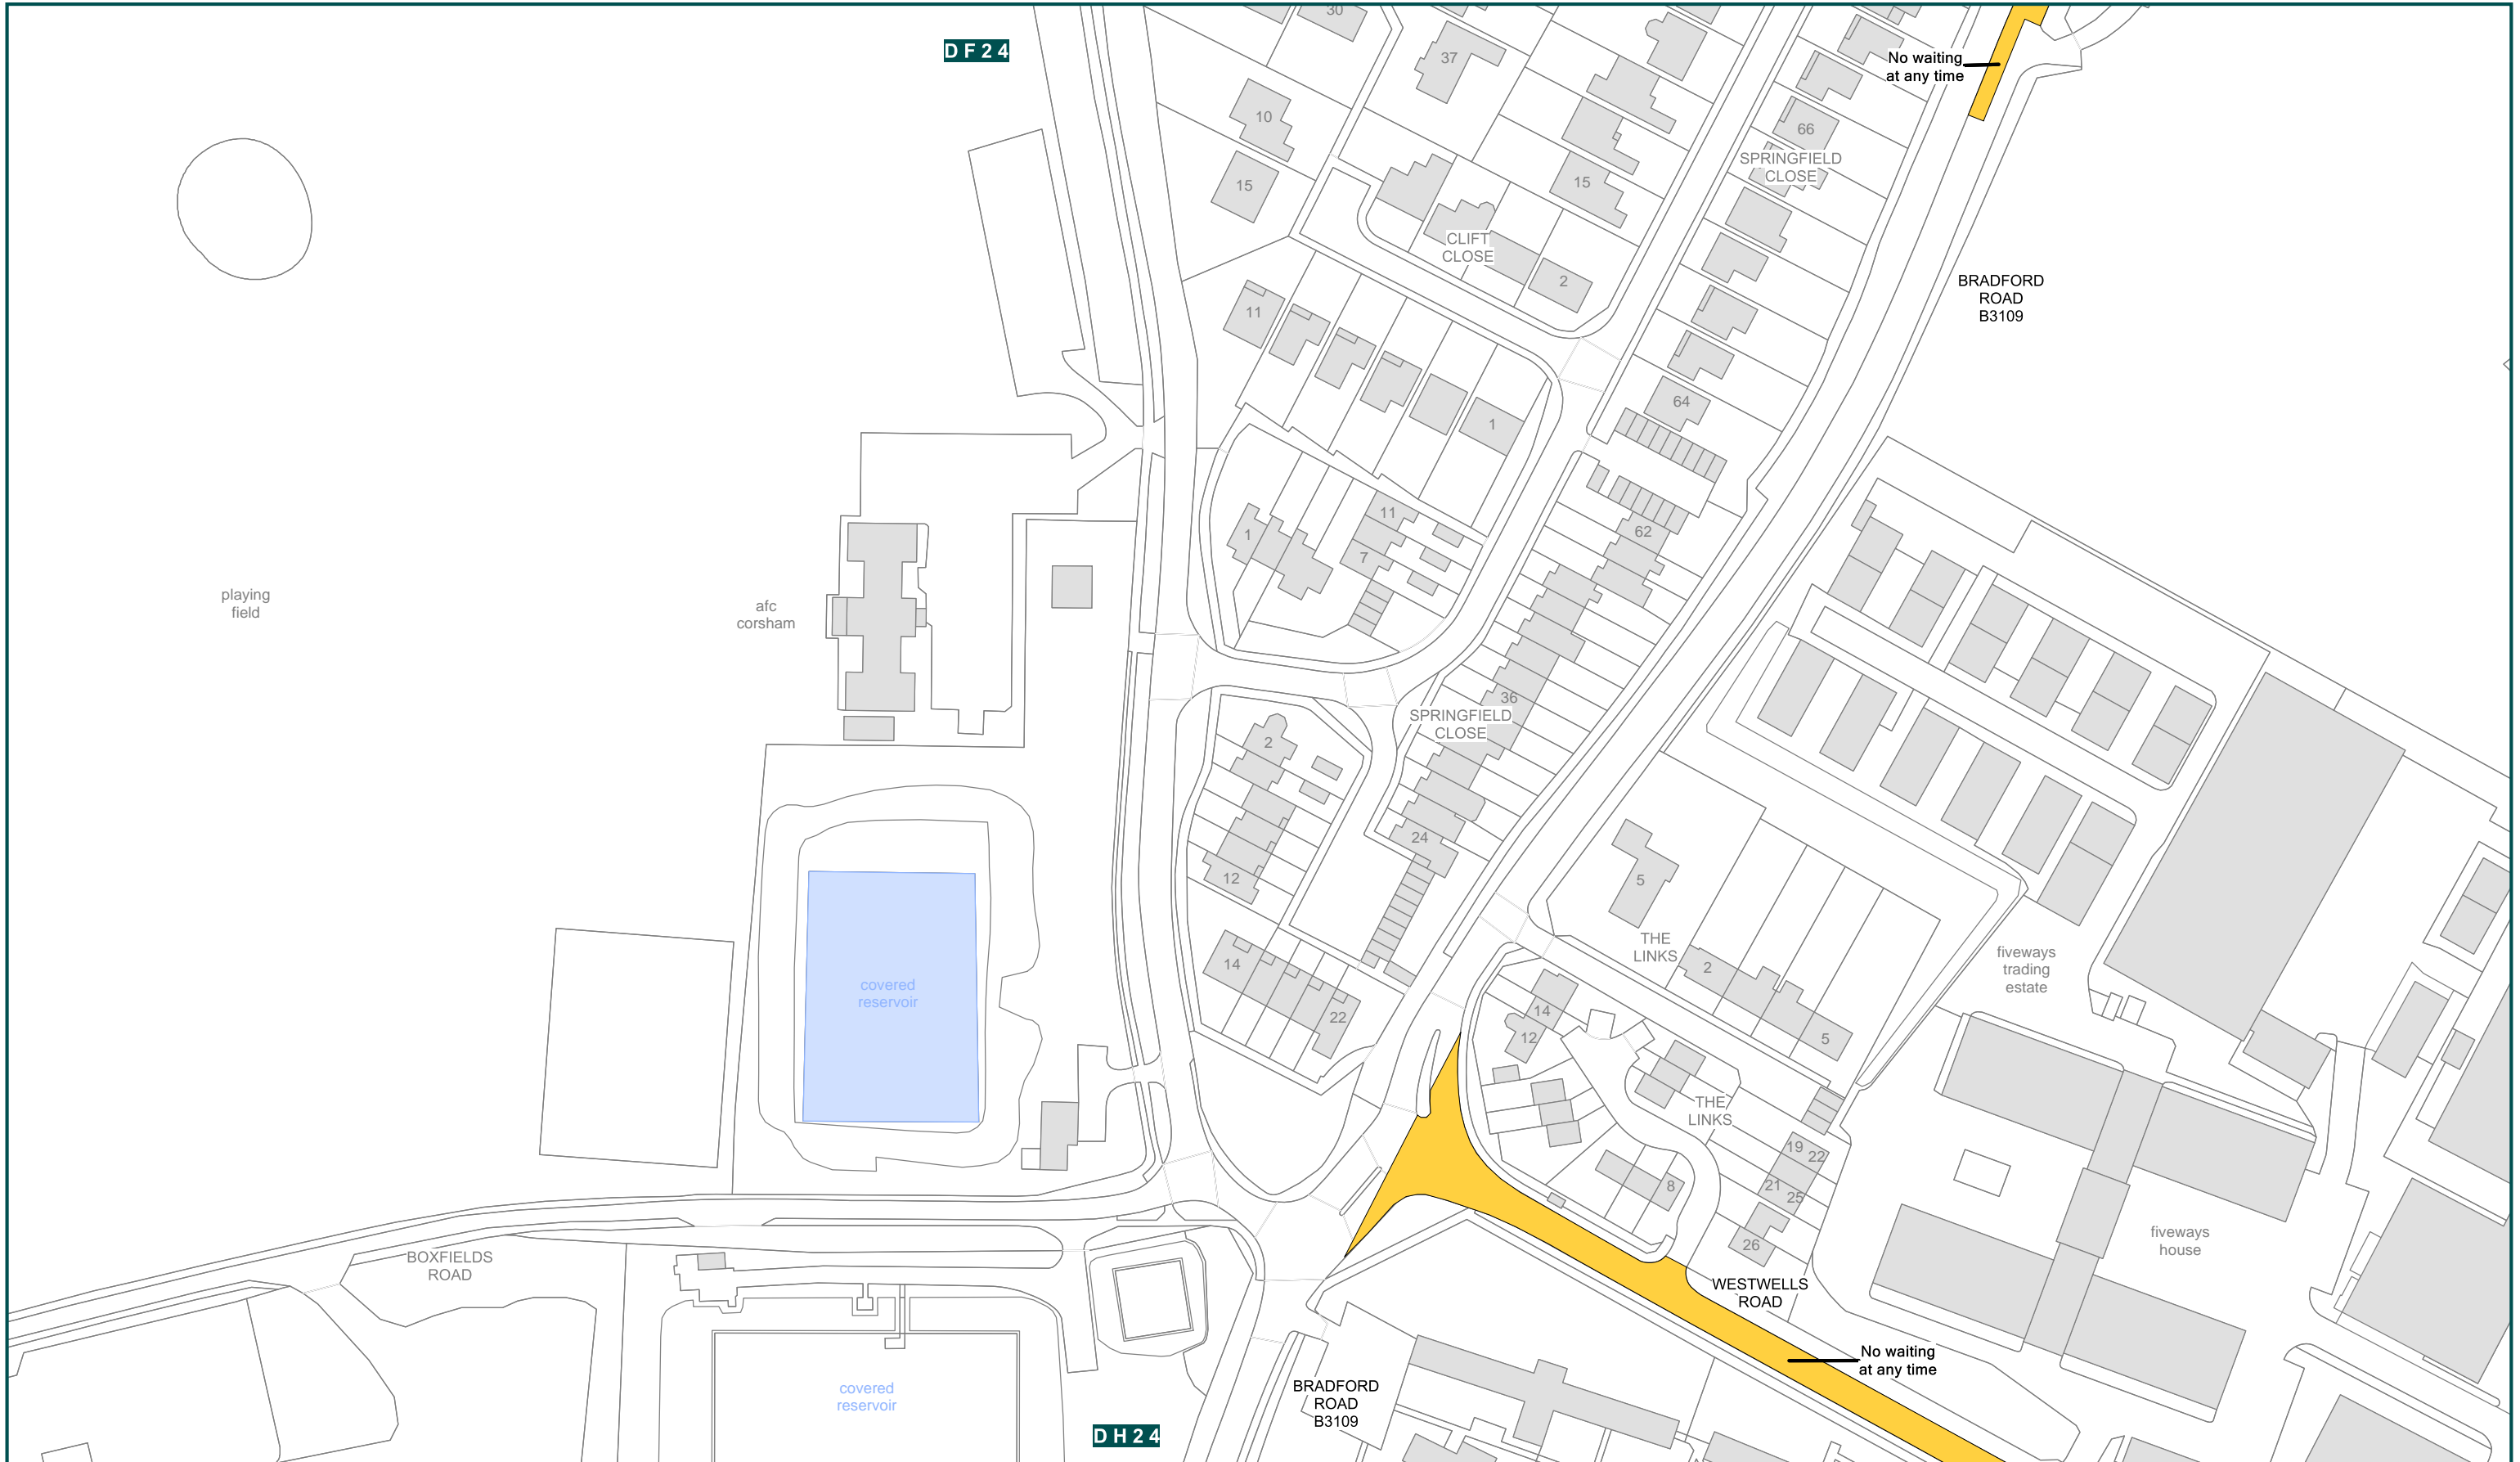 30
DF24
37
No waiting
at any time
10
66
SPRINGFIELD
CLOSE
15
15
CLIFT
CLOSE
2
BRADFORD
ROAD
B3109
11
64
1
11
62
1
7
playing
field
afc
corsham
36
SPRINGFIELD
CLOSE
2
24
12
5
THE
LINKS
2
fiveways
trading
estate
14
covered
reservoir
22
14
12
5
THE
LINKS
19
22
21
25
8
26
fiveways
house
BOXFIELDS
ROAD
WESTWELLS
ROAD
No waiting
at any time
covered
reservoir
BRADFORD
ROAD
B3109
DH24